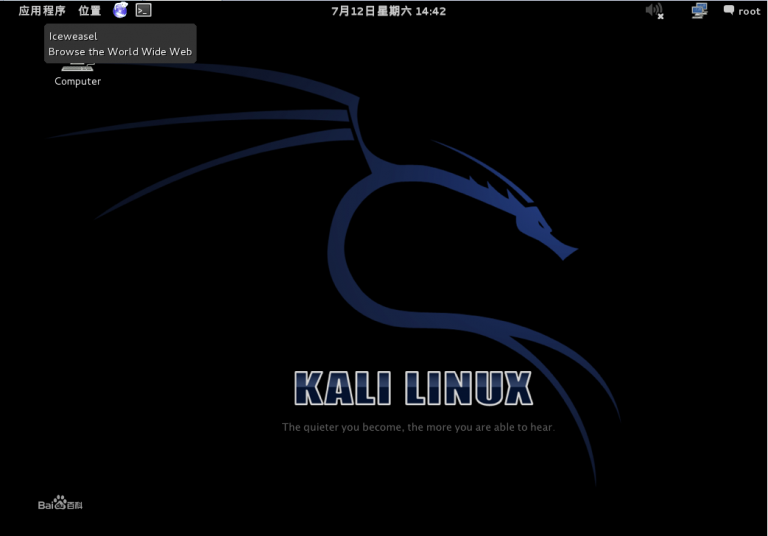 应用程序 位置 7月12日星期六 14:42 root
Iceweasel
Browse the World Wide Web
Computer
KALI LINUX
The quieter you become, the more you are able to hear.
Bai百科